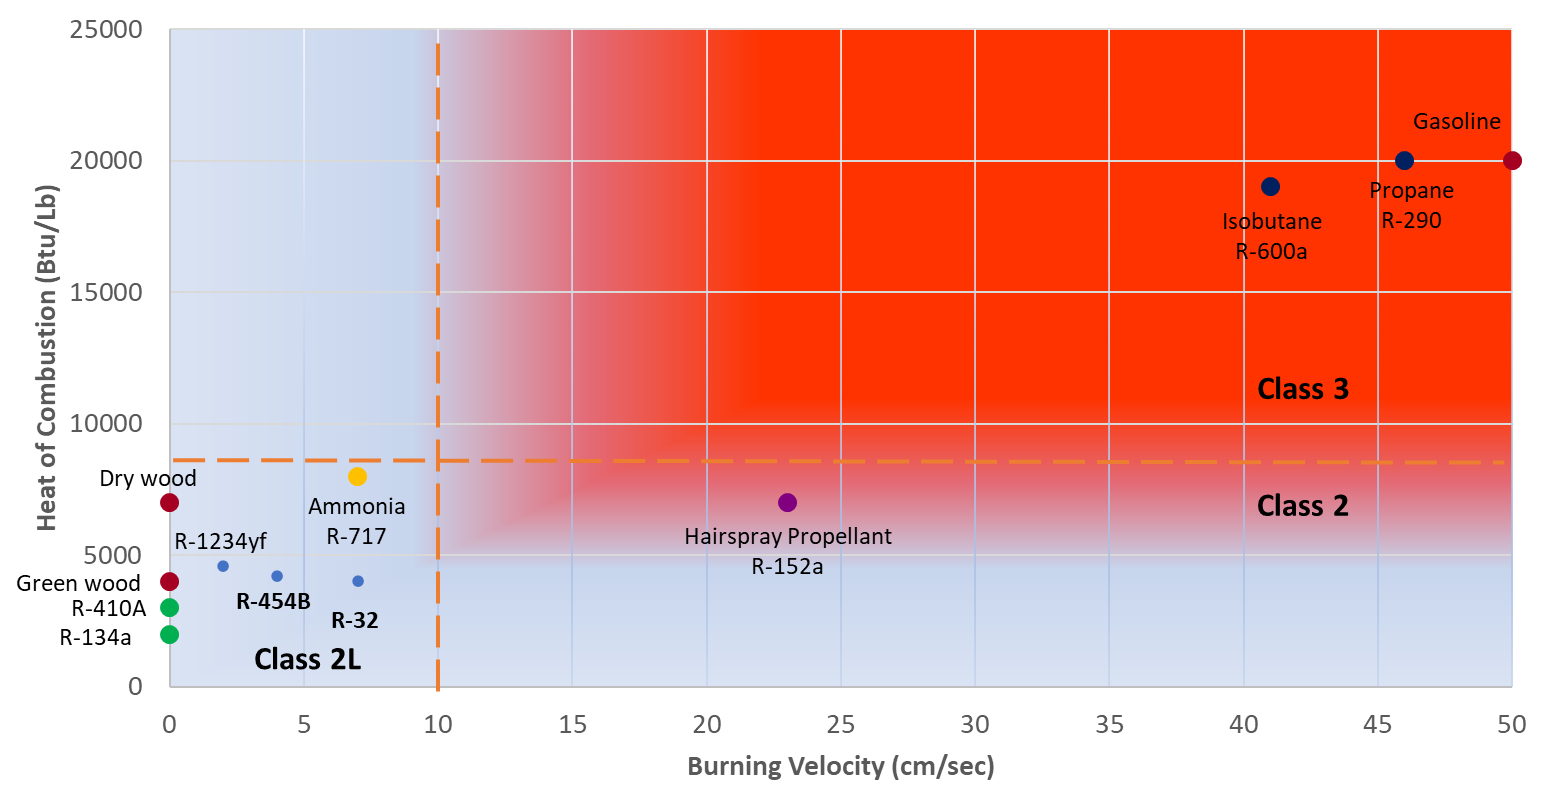 25000
20000
15000
10000
5000
0
Heat of Combustion (Btu/Lb)
Gasoline
Propane
R-290
Isobutane
R-600a
Class 3
Dry wood
Ammonia
R-717
Class 2
Hairspray Propellant
R-152a
R-1234yf
Green wood
R-454B
R-410A
R-32
R-134a
Class 2L
0 5 10 15 20 25 30 35 40 45 50
Burning Velocity (cm/sec)